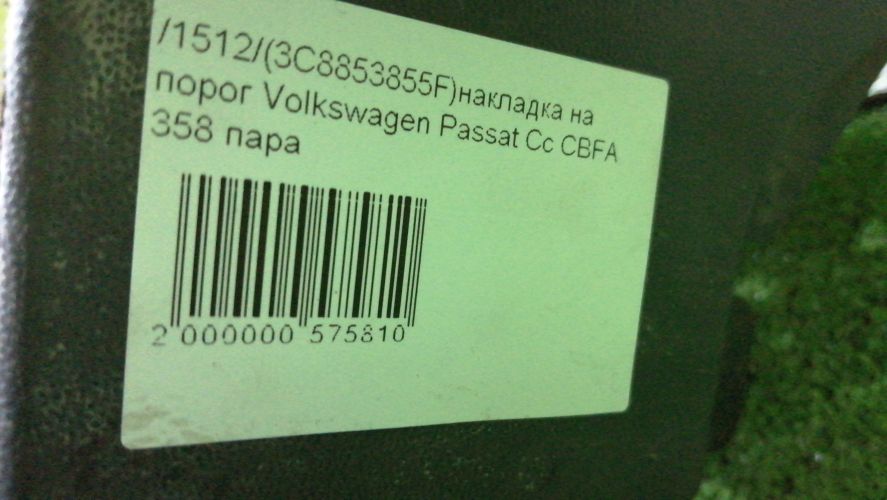 /1512/(3C8853855F)накладка на
порог Volkswagen Passat Cc CBFA
358 пара
2 000000 575810